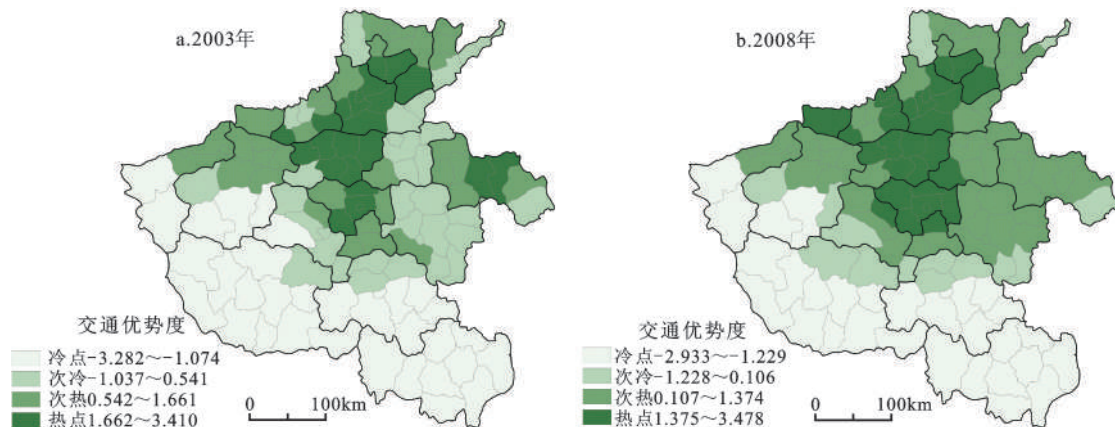 a.2003年
交通优势度
冷点-3.282～-1.074
次冷-1.037～0.541
次热0.542～1.661
热点1.662～3.410
0 100km
b.2008年
交通优势度
冷点-2.933～-1.229
次冷-1.228～0.106
次热0.107～1.374
热点1.375～3.478
0 100km